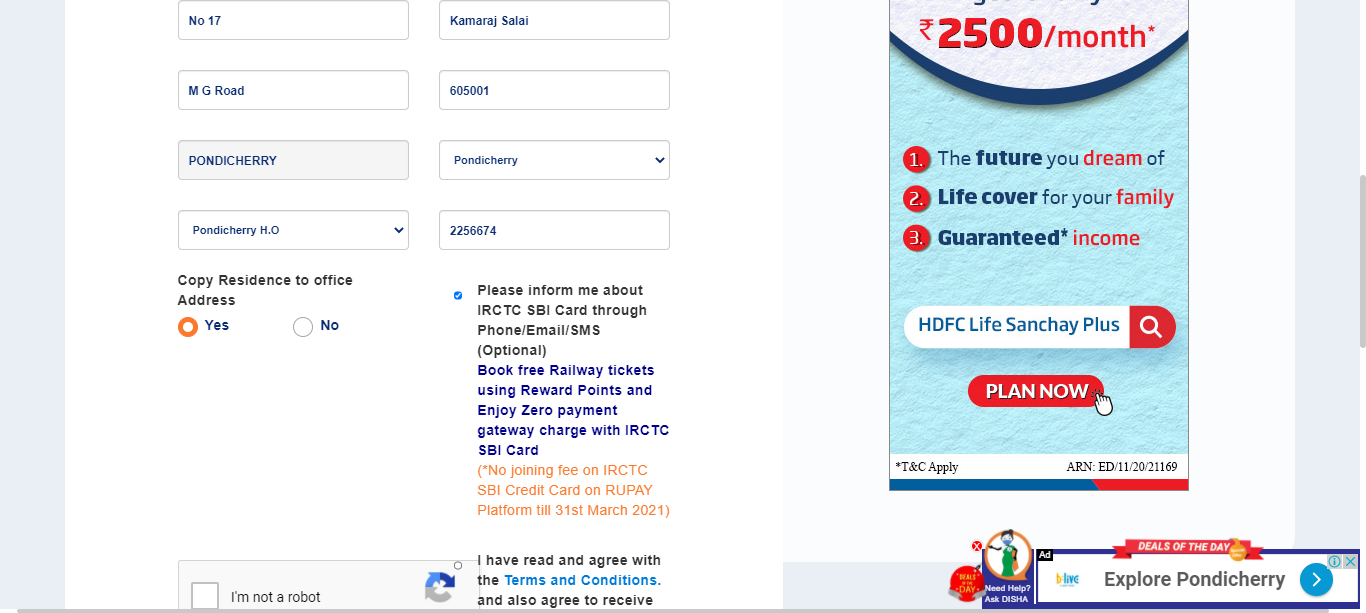 No 17
Kamaraj Salai
M G Road
605001
PONDICHERRY
Pondicherry
Pondicherry H.O
2256674
Copy Residence to office
Address
Yes
No
Please inform me about
IRCTC SBI Card through
Phone/Email/SMS
(Optional)
Book free Railway tickets
using Reward Points and
Enjoy Zero payment
gateway charge with IRCTC
SBI Card
(*No joining fee on IRCTC
SBI Credit Card on RUPAY
Platform till 31st March 2021)
I'm not a robot
I have read and agree with
the Terms and Conditions.
and also agree to receive
₹2500/month*
1. The future you dream of
2. Life cover for your family
3. Guaranteed* income
HDFC Life Sanchay Plus
PLAN NOW
*T&C Apply ARN: ED/11/20/21169
DEALS OF THE DAY
Need Help?
Ask DISHA
Ad
DEALS OF THE DAY
b·live
Explore Pondicherry